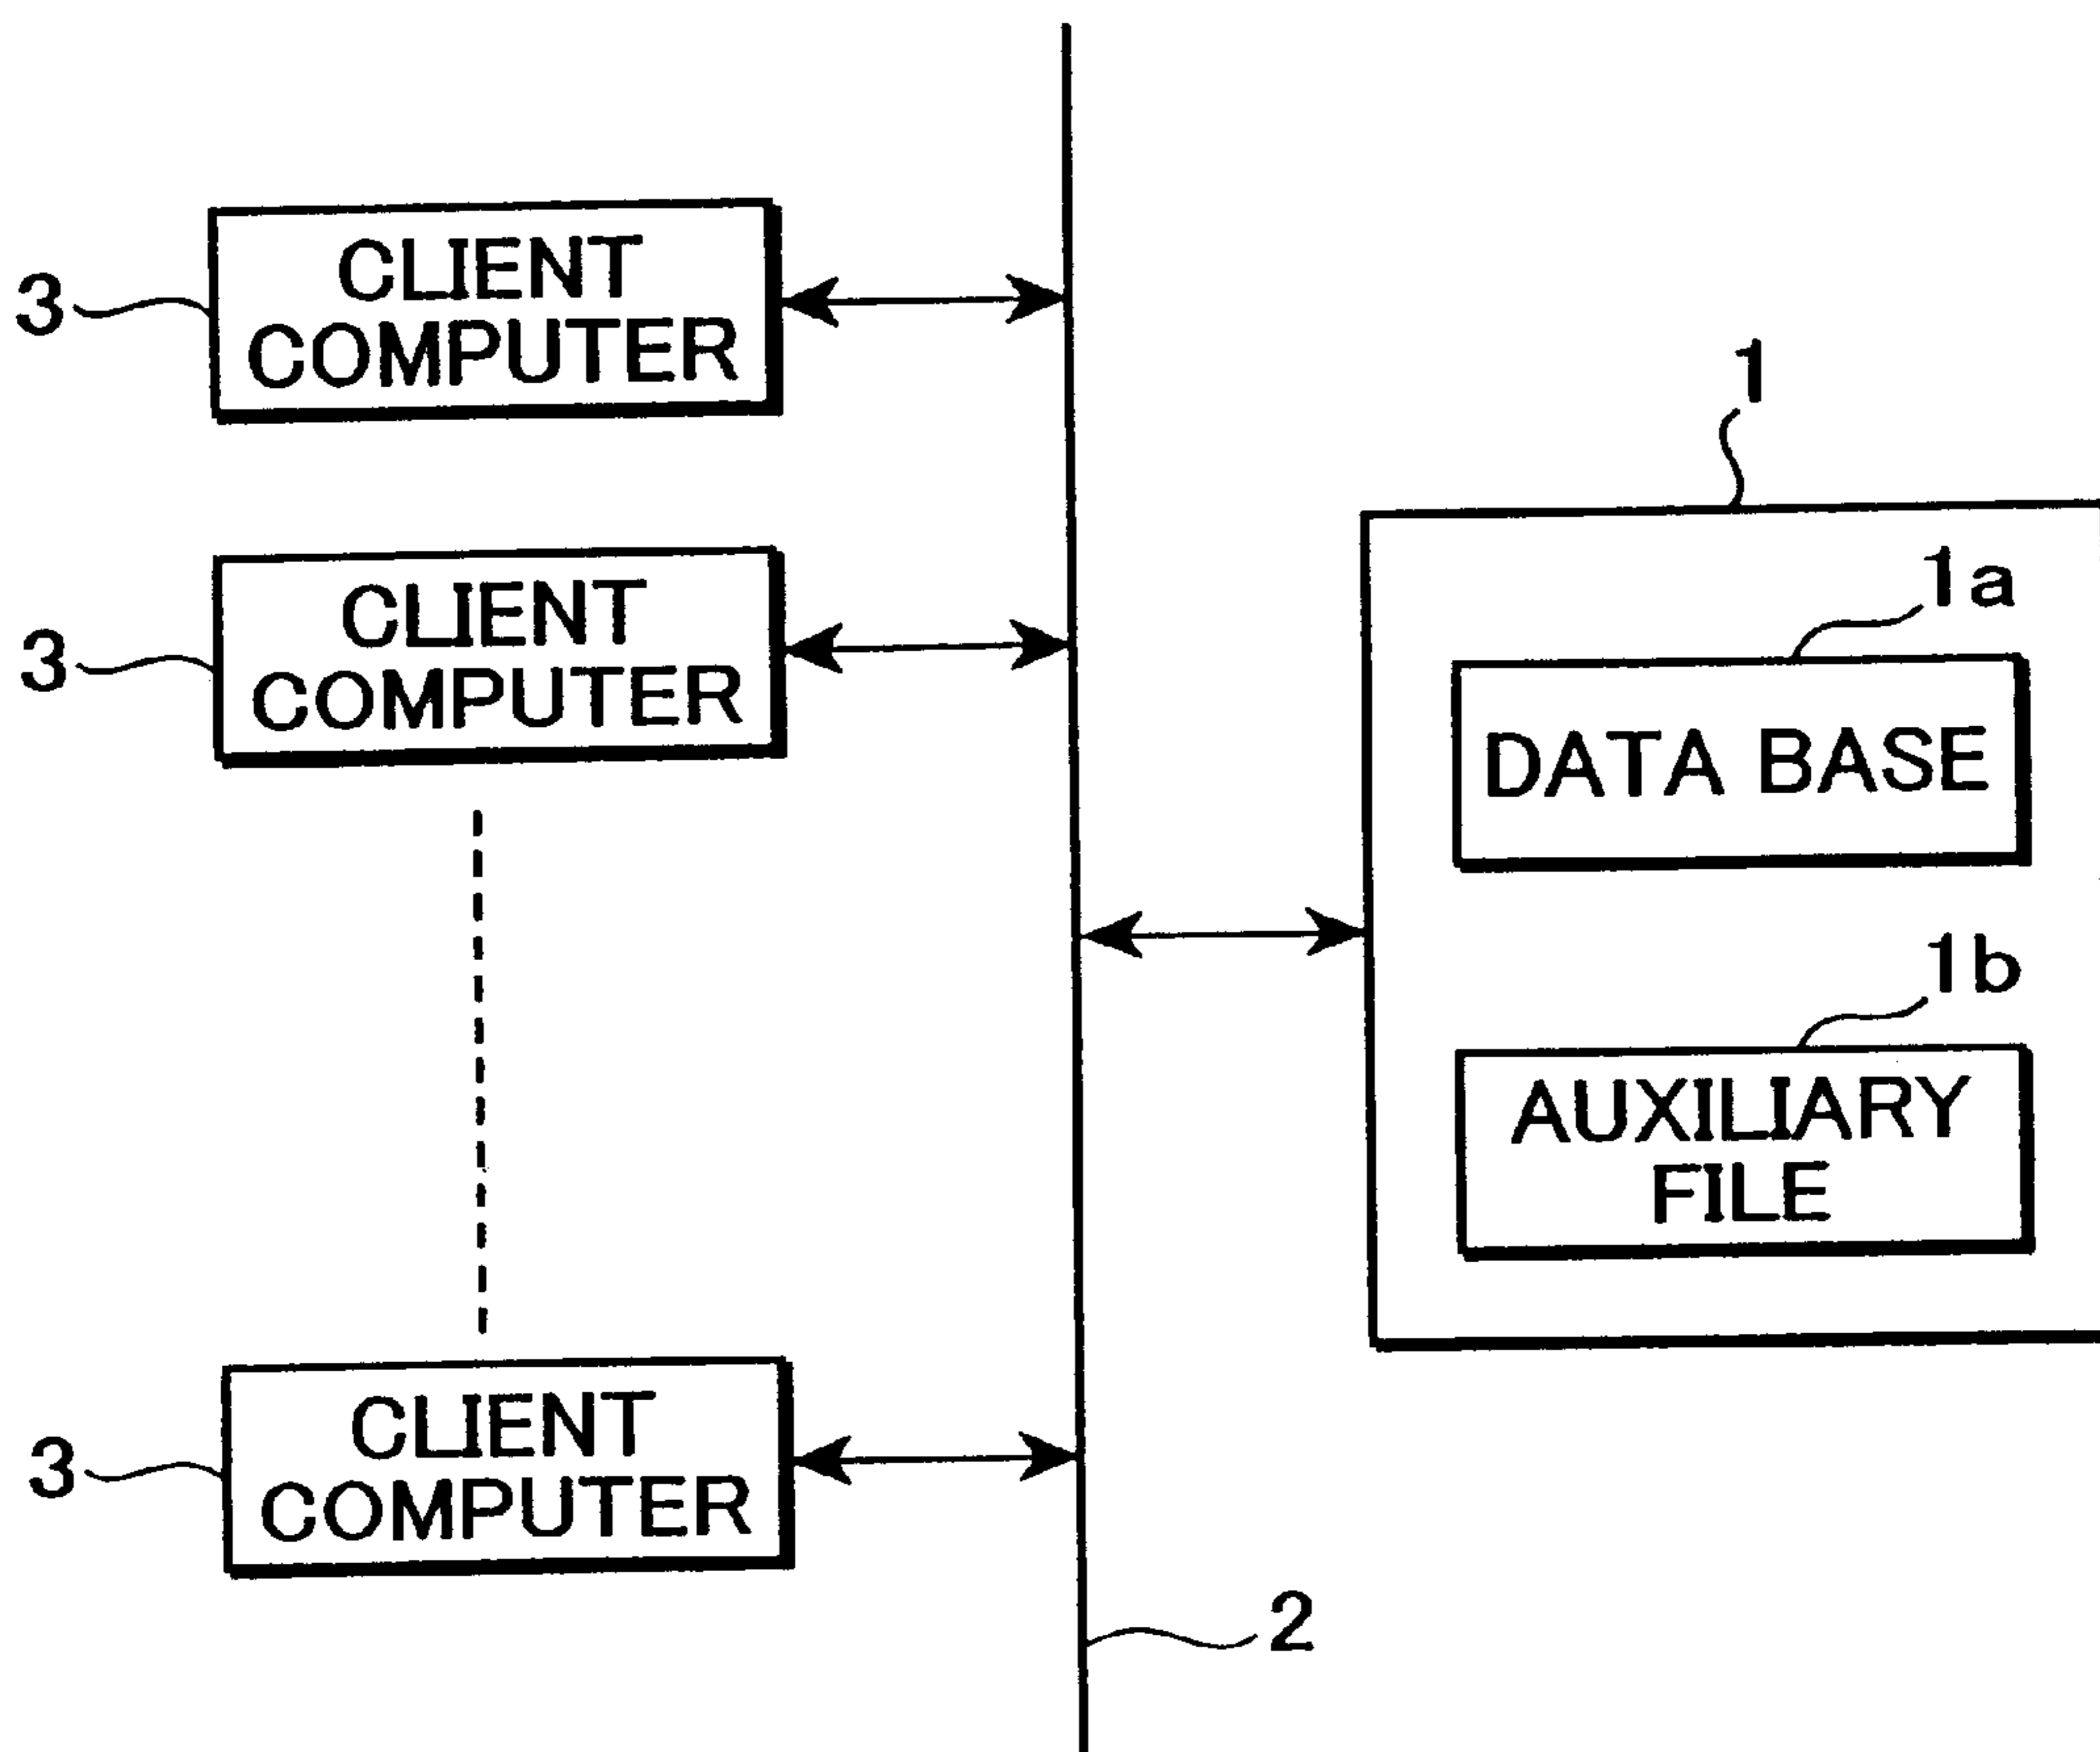 3
CLIENT
COMPUTER
3
CLIENT
COMPUTER
3
CLIENT
COMPUTER
1
1a
DATA BASE
1b
AUXILIARY
FILE
2